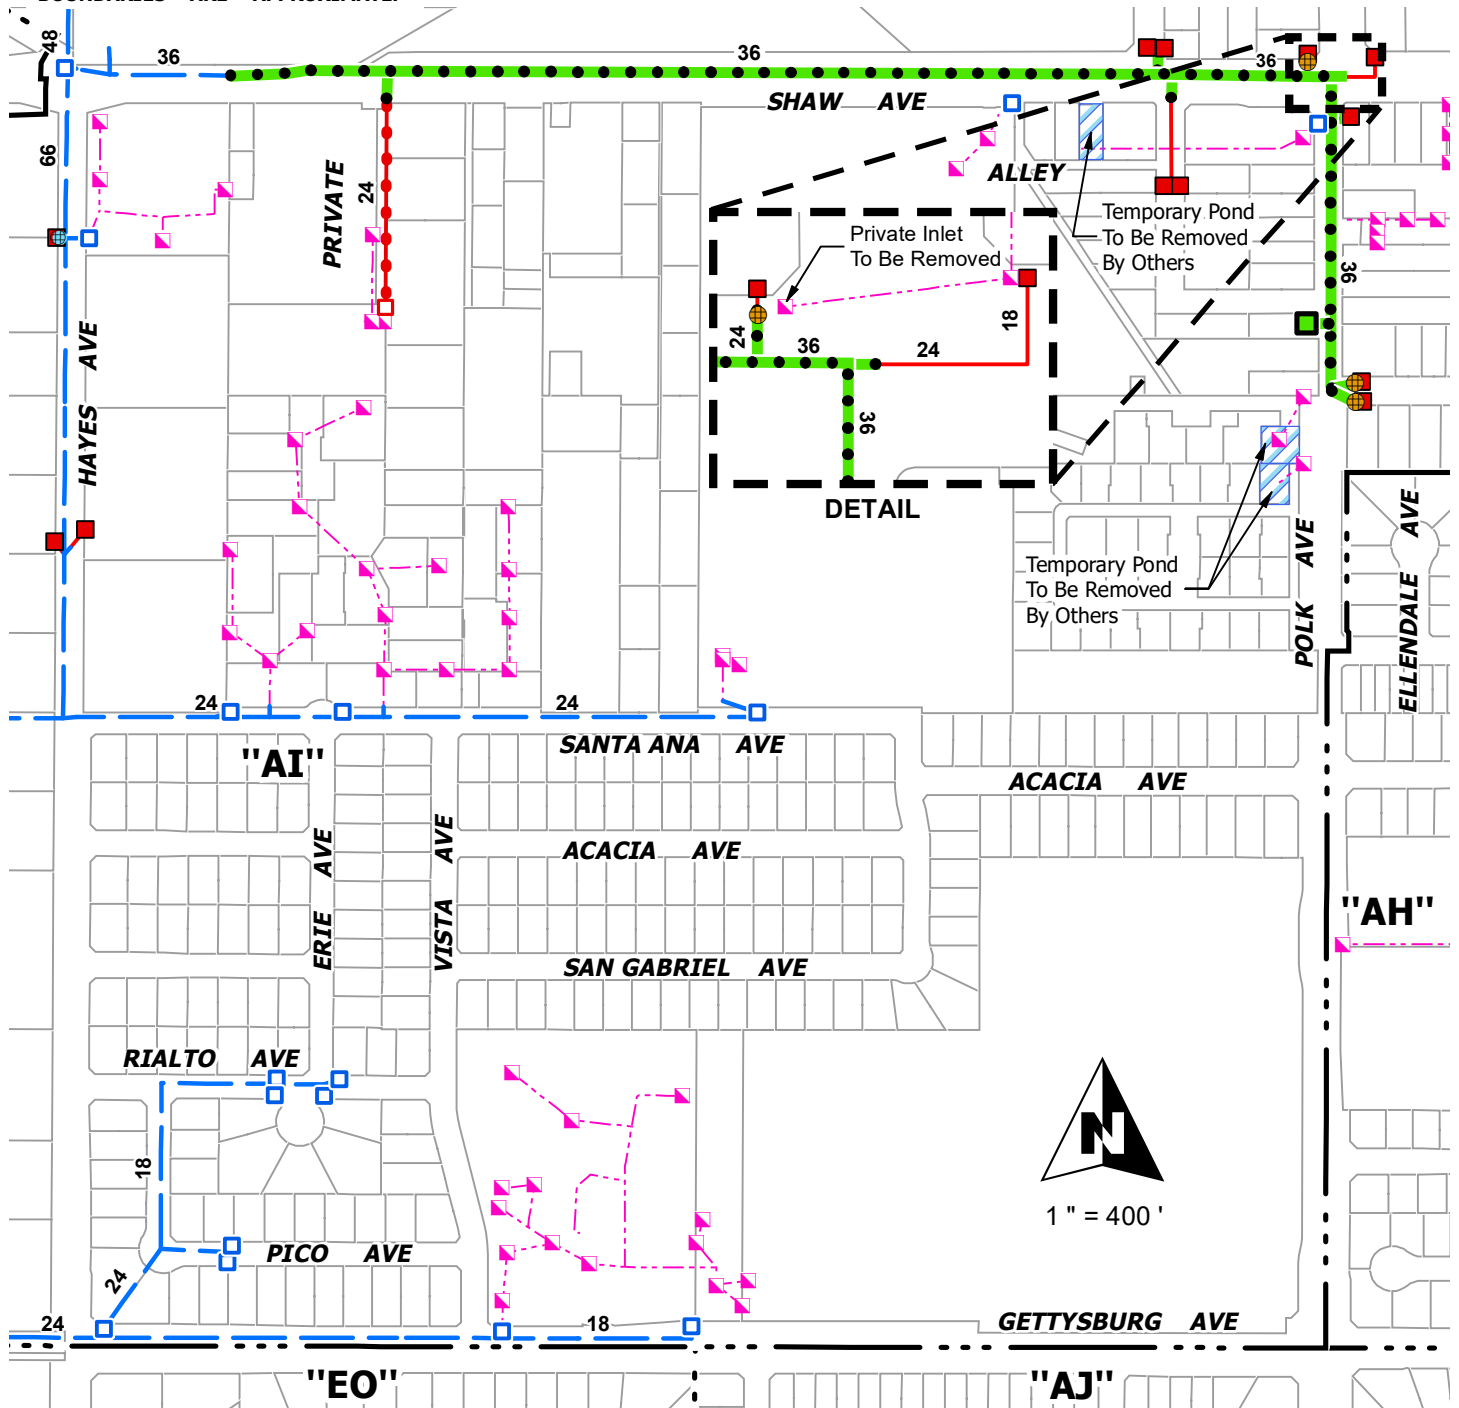 48
36
36
36
SHAW AVE
66
PRIVATE
24
ALLEY
Temporary Pond
To Be Removed
By Others
Private Inlet
To Be Removed
18
24
36
24
36
36
HAYES AVE
DETAIL
Temporary Pond
To Be Removed
By Others
POLK AVE
ELLENDALE AVE
24
24
"AI"
SANTA ANA AVE
ACACIA AVE
ERIE AVE
VISTA AVE
ACACIA AVE
"AH"
SAN GABRIEL AVE
RIALTO AVE
18
N
1 " = 400 '
PICO AVE
24
24
18
GETTYSBURG AVE
"EO"
"AJ"